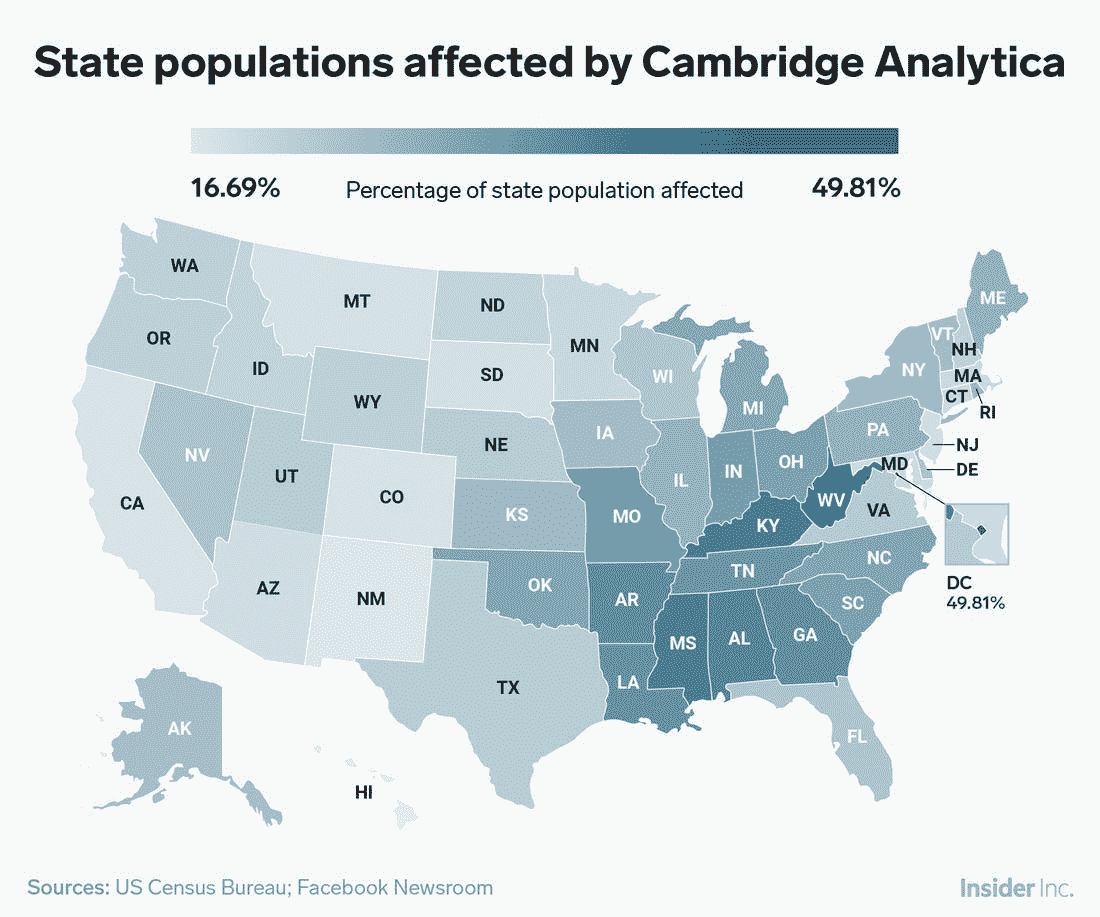 State populations affected by Cambridge Analytica
16.69% Percentage of state population affected 49.81%
WA
MT
ND
MN
OR
ID
SD
WY
WI
MI
NY
VT
NH
ME
MA
CT
RI
NV
UT
CO
NE
IA
IL
IN
OH
PA
NJ
MD
DE
CA
KS
MO
KY
WV
VA
AZ
NM
OK
AR
TN
NC
SC
DC
49.81%
TX
LA
MS
AL
GA
FL
AK
HI
Sources: US Census Bureau; Facebook Newsroom
Insider Inc.